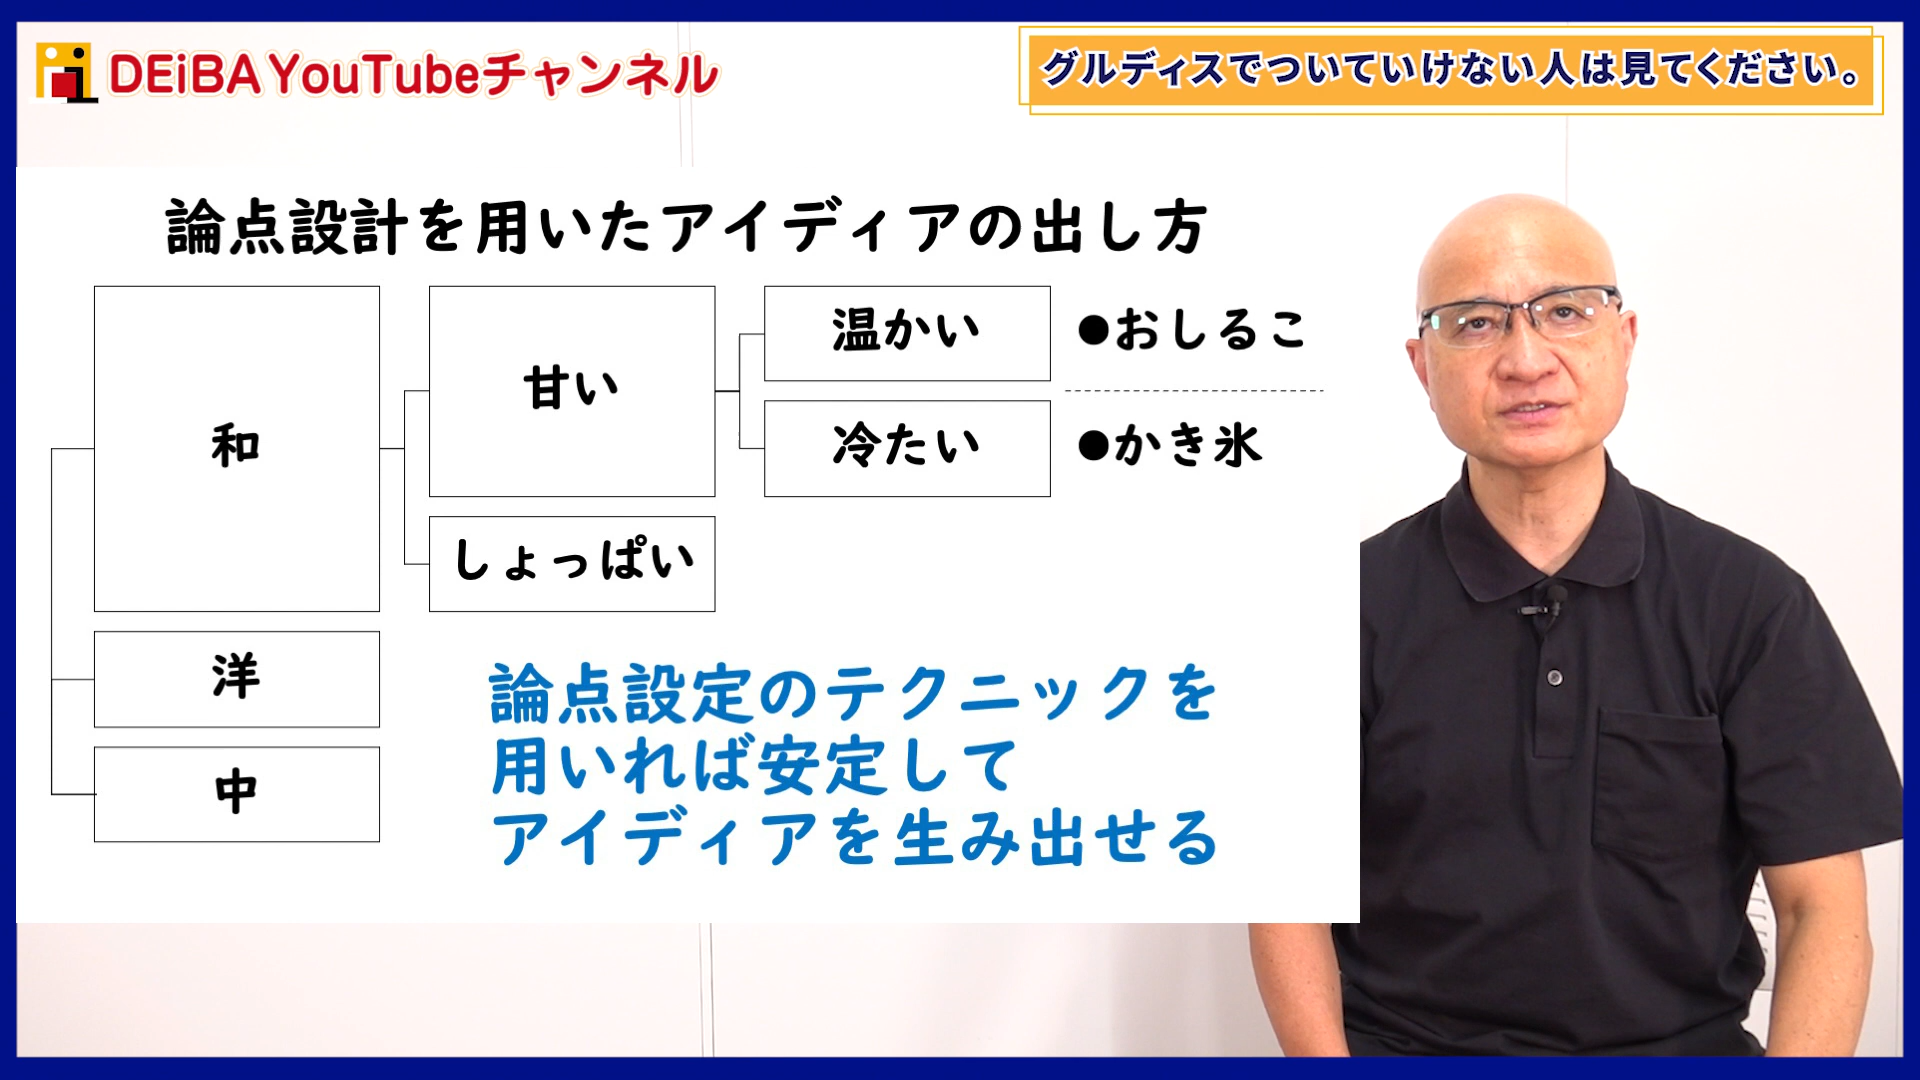 DEiBA YouTubeチャンネル
グルディスでついていけない人は見てください。
論点設計を用いたアイディアの出し方
和
甘い
温かい
●おしるこ
冷たい
●かき氷
しょっぱい
洋
中
論点設定のテクニックを
用いれば安定して
アイディアを生み出せる